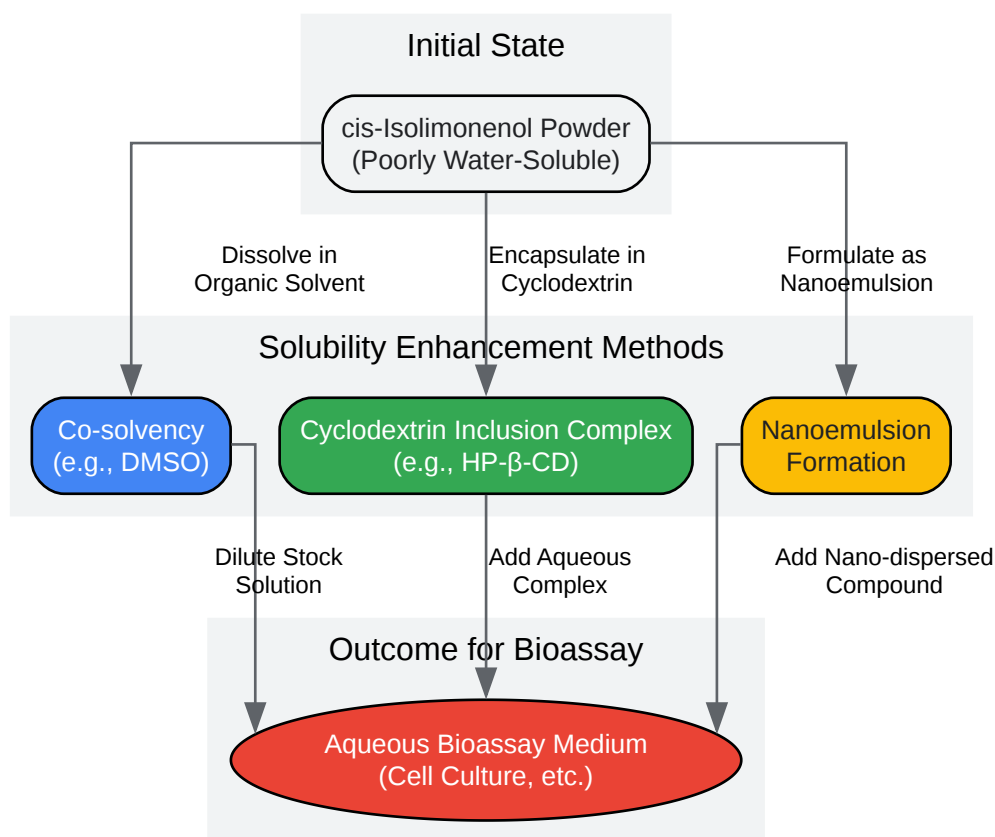 Initial State
cis-Isolimonenol Powder
(Poorly Water-Soluble)
Dissolve in
Organic Solvent
Encapsulate in
Cyclodextrin
Formulate as
Nanoemulsion
Solubility Enhancement Methods
Co-solvency
(e.g., DMSO)
Cyclodextrin Inclusion Complex
(e.g., HP-β-CD)
Nanoemulsion
Formation
Dilute Stock
Solution
Add Aqueous
Complex
Add Nano-dispersed
Compound
Outcome for Bioassay
Aqueous Bioassay Medium
(Cell Culture, etc.)